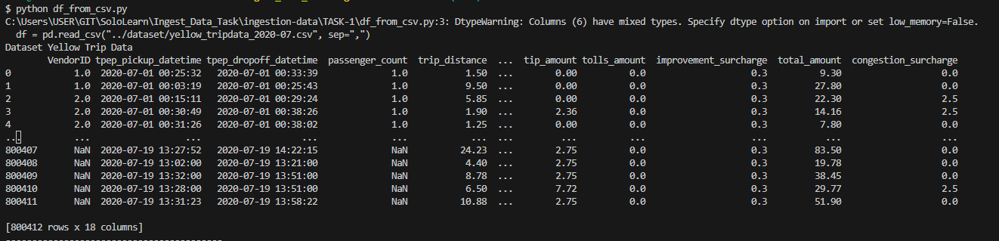 $ python df_from_csv.py
C:\Users\USER\GIT\SoloLearn\Ingest_Data_Task\ingestion-data\TASK-1\df_from_csv.py:3: DtypeWarning: Columns (6) have mixed types. Specify dtype option on import or set low_memory=False.
  df = pd.read_csv("../dataset/yellow_tripdata_2020-07.csv", sep=",")
Dataset Yellow Trip Data
        VendorID tpep_pickup_datetime tpep_dropoff_datetime  passenger_count  trip_distance  ...  tip_amount tolls_amount  improvement_surcharge  total_amount  congestion_surcharge
0            1.0  2020-07-01 00:25:32   2020-07-01 00:33:39              1.0           1.50  ...        0.00          0.0                    0.3          9.30                   0.0
1            1.0  2020-07-01 00:03:19   2020-07-01 00:25:43              1.0           9.50  ...        0.00          0.0                    0.3         27.80                   0.0
2            2.0  2020-07-01 00:15:11   2020-07-01 00:29:24              1.0           5.85  ...        0.00          0.0                    0.3         22.30                   2.5
3            2.0  2020-07-01 00:30:49   2020-07-01 00:38:26              1.0           1.90  ...        2.36          0.0                    0.3         14.16                   2.5
4            2.0  2020-07-01 00:31:26   2020-07-01 00:38:02              1.0           1.25  ...        0.00          0.0                    0.3          7.80                   0.0
...          ...                  ...                   ...              ...            ...  ...         ...          ...                    ...           ...                   ...
800407       NaN  2020-07-19 13:27:52   2020-07-19 14:22:15              NaN          24.23  ...        2.75          0.0                    0.3         83.50                   0.0
800408       NaN  2020-07-19 13:02:00   2020-07-19 13:21:00              NaN           4.40  ...        2.75          0.0                    0.3         19.78                   0.0
800409       NaN  2020-07-19 13:32:00   2020-07-19 13:51:00              NaN           8.78  ...        2.75          0.0                    0.3         38.45                   0.0
800410       NaN  2020-07-19 13:28:00   2020-07-19 13:51:00              NaN           6.50  ...        7.72          0.0                    0.3         29.77                   2.5
800411       NaN  2020-07-19 13:31:23   2020-07-19 13:58:22              NaN          10.88  ...        2.75          0.0                    0.3         51.90                   0.0
[800412 rows x 18 columns]